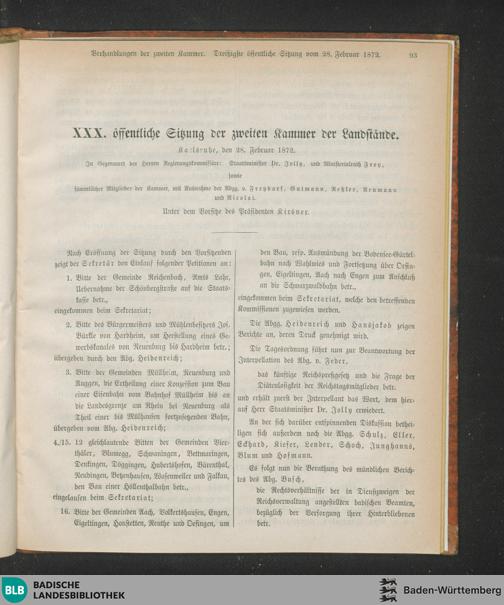 Verhandlungen der zweiten Kammer. Dreißigste öffentliche Sitzung vom 28. Februar 1872. 93
XXX. öffentliche Sitzung der zweiten Kammer der Landstände.
Karlsruhe, den 28. Februar 1872.
In Gegenwart der Herren Regierungskommissäre: Staatsminister Dr. Jolly, und Ministerialrath Frey,
sowie
sämmtlicher Mitglieder der Kammer, mit Ausnahme der Abgg. v. Freydorf, Gutmann, Roßler, Neumann
und Nicolai.
Unter dem Vorsitze des Präsidenten Kirsner.
Nach Eröffnung der Sitzung durch den Vorsitzenden
zeigt der Sekretär den Einlauf folgender Petitionen an:
1. Bitte der Gemeinde Reichenbach, Amts Lahr,
Uebernahme der Schönbergstraße auf die Staats-
kasse betr.,
eingekommen beim Sekretariat;
2. Bitte des Bürgermeisters und Mühlenbesitzers Jos.
Bürkle von Hardheim, um Herstellung eines Ge-
werbskanales von Neuenburg bis Hardheim betr.;
übergeben durch den Abg. Heidenreich;
3. Bitte der Gemeinden Müllheim, Neuenburg und
Auggen, die Ertheilung einer Konzession zum Bau
einer Eisenbahn vom Bahnhof Müllheim bis an
die Landesgrenze am Rhein bei Neuenburg als
Theil einer bis Mülhausen fortzusetzenden Bahn,
übergeben vom Abg. Heidenreich;
4./15. 12 gleichlautende Bitten der Gemeinden Vier-
thäler, Blumegg, Schwaningen, Bettmaringen,
Denkingen, Döggingen, Hubertshofen, Bärenthal,
Neudingen, Betzenhausen, Wasenweiler und Falkau,
den Bau einer Höllenthalbahn betr.,
eingelaufen beim Sekretariat;
16. Bitte der Gemeinden Aach, Volkertshausen, Engen,
Eigeltingen, Honstetten, Reuthe und Orsingen, um
den Bau, resp. Ausmündung der Bodensee-Gürtel-
bahn nach Wahlwies und Fortsetzung über Orsin-
gen, Eigeltingen, Aach nach Engen zum Anschluß
an die Schwarzwaldbahn betr.,
eingekommen beim Sekretariat, welche den betreffenden
Kommissionen zugewiesen werden.
Die Abgg. Heidenreich und Hansjakob zeigen
Berichte an, deren Druck genehmigt wird.
Die Tagesordnung führt nun zur Beantwortung der
Interpellation des Abg. v. Feder,
das künftige Reichspreßgesetz und die Frage der
Diätenlosigkeit der Reichstagsmitglieder betr.
und erhält zuerst der Interpellant das Wort, dem hier-
auf Herr Staatsminister Dr. Jolly erwiedert.
An der sich darüber entspinnenden Diskussion bethei-
ligen sich außerdem noch die Abgg. Schulz, Eller,
Eckhard, Kiefer, Lender, Schoch, Junghanns,
Blum und Hofmann.
Es folgt nun die Berathung des mündlichen Berich-
tes des Abg. Busch,
die Rechtsverhältnisse der in Dienstzweigen der
Reichsverwaltung angestellten badischen Beamten,
bezüglich der Versorgung ihrer Hinterbliebenen
betr.
BLB BADISCHE
LANDESBIBLIOTHEK
Baden-Württemberg